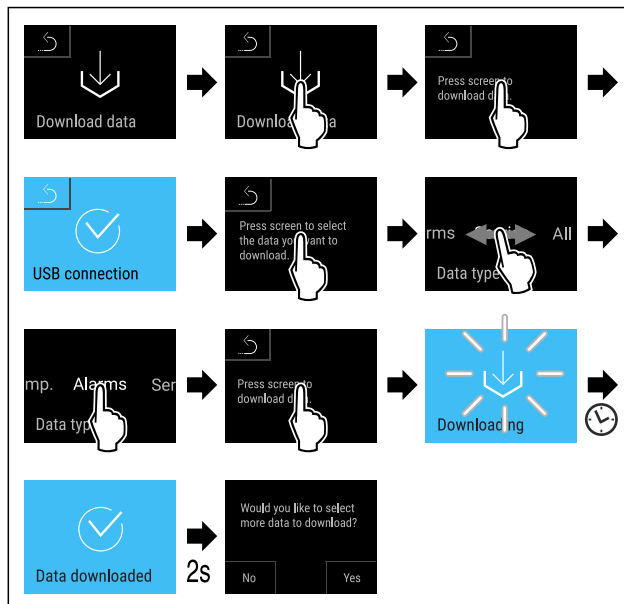 Download data
Downlo a
Press screen to
download d .
USB connection
Press screen to select
the data yo want to
download.
rms S i All
Data type
mp. Alarms Ser
Data typ
Press screen to
download d .
Downloading
Data downloaded
2s
Would you like to select
more data to download?
No Yes